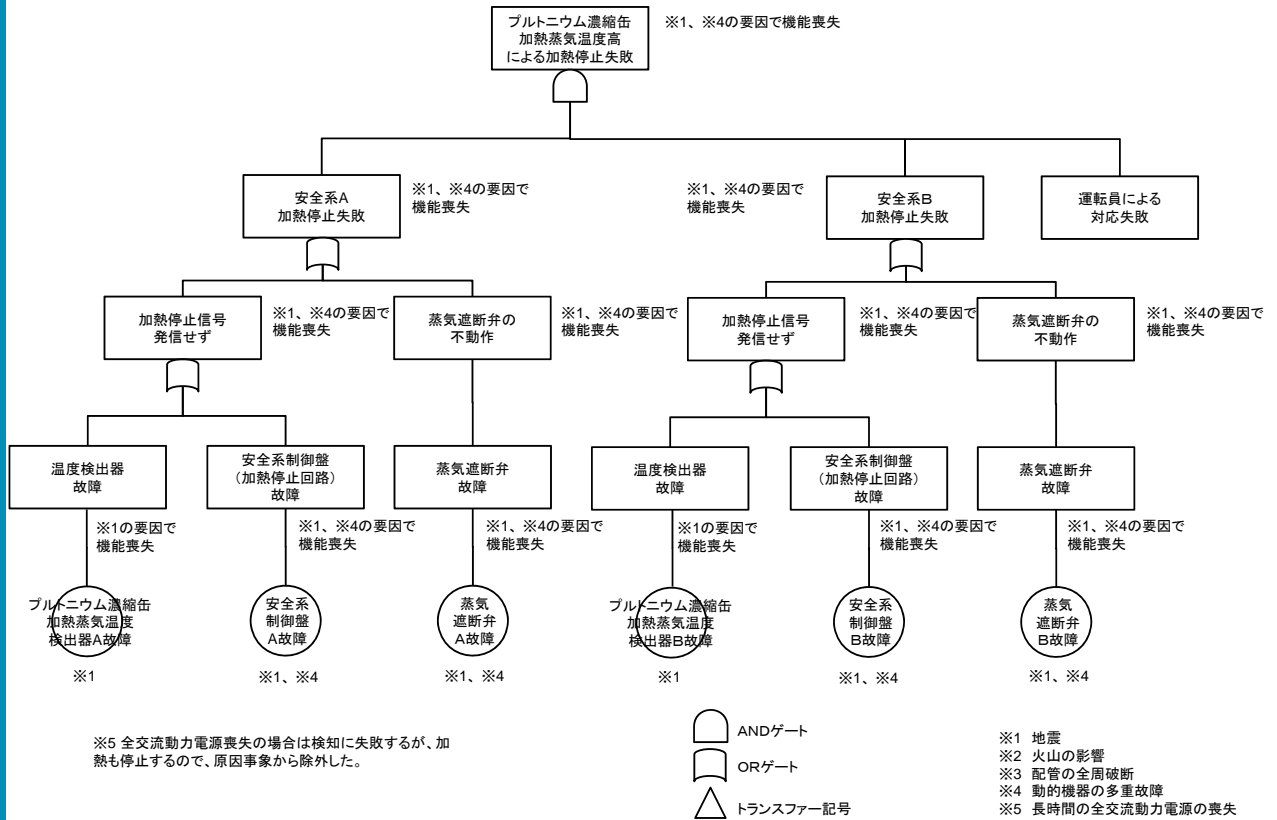 プルトニウム濃縮缶
加熱蒸気温度高
による加熱停止失敗
※1、※4の要因で機能喪失
安全系A
加熱停止失敗
※1、※4の要因で
機能喪失
※1、※4の要因で
機能喪失
安全系B
加熱停止失敗
運転員による
対応失敗
加熱停止信号
発信せず
※1、※4の要因で
機能喪失
蒸気遮断弁の
不動作
※1、※4の要因で
機能喪失
加熱停止信号
発信せず
※1、※4の要因で
機能喪失
蒸気遮断弁の
不動作
※1、※4の要因で
機能喪失
温度検出器
故障
安全系制御盤
(加熱停止回路)
故障
蒸気遮断弁
故障
温度検出器
故障
安全系制御盤
(加熱停止回路)
故障
蒸気遮断弁
故障
※1の要因で
機能喪失
※1、※4の要因で
機能喪失
※1、※4の要因で
機能喪失
※1の要因で
機能喪失
※1、※4の要因で
機能喪失
※1、※4の要因で
機能喪失
プルトニウム濃縮缶
加熱蒸気温度
検出器A故障
安全系
制御盤
A故障
蒸気
遮断弁
A故障
プルトニウム濃縮缶
加熱蒸気温度
検出器B故障
安全系
制御盤
B故障
蒸気
遮断弁
B故障
※1
※1、※4
※1、※4
※1
※1、※4
※1、※4
※5 全交流動力電源喪失の場合は検知に失敗するが、加
熱も停止するので、原因事象から除外した。
ANDゲート
ORゲート
トランスファー記号
※1 地震
※2 火山の影響
※3 配管の全周破断
※4 動的機器の多重故障
※5 長時間の全交流動力電源の喪失